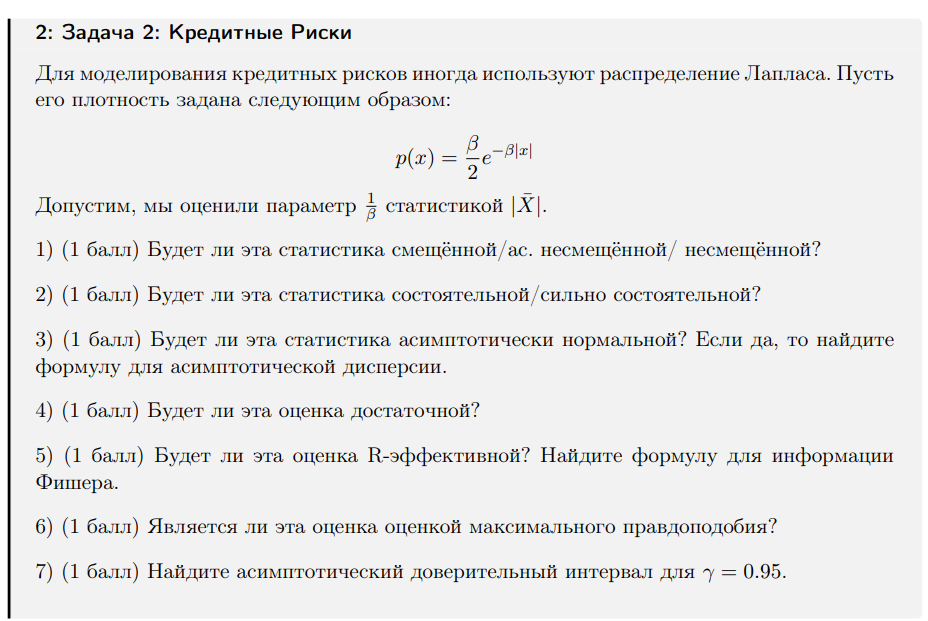 2: Задача 2: Кредитные Риски
Для моделирования кредитных рисков иногда используют распределение Лапласа. Пусть
его плотность задана следующим образом:
p(x) = \frac{β}{2}e^{−β|x|}
Допустим, мы оценили параметр \frac{1}{β} статистикой |\bar{X}|.
1) (1 балл) Будет ли эта статистика смещённой/ас. несмещённой/ несмещённой?
2) (1 балл) Будет ли эта статистика состоятельной/сильно состоятельной?
3) (1 балл) Будет ли эта статистика асимптотически нормальной? Если да, то найдите
формулу для асимптотической дисперсии.
4) (1 балл) Будет ли эта оценка достаточной?
5) (1 балл) Будет ли эта оценка R-эффективной? Найдите формулу для информации
Фишера.
6) (1 балл) Является ли эта оценка оценкой максимального правдоподобия?
7) (1 балл) Найдите асимптотический доверительный интервал для γ = 0.95.